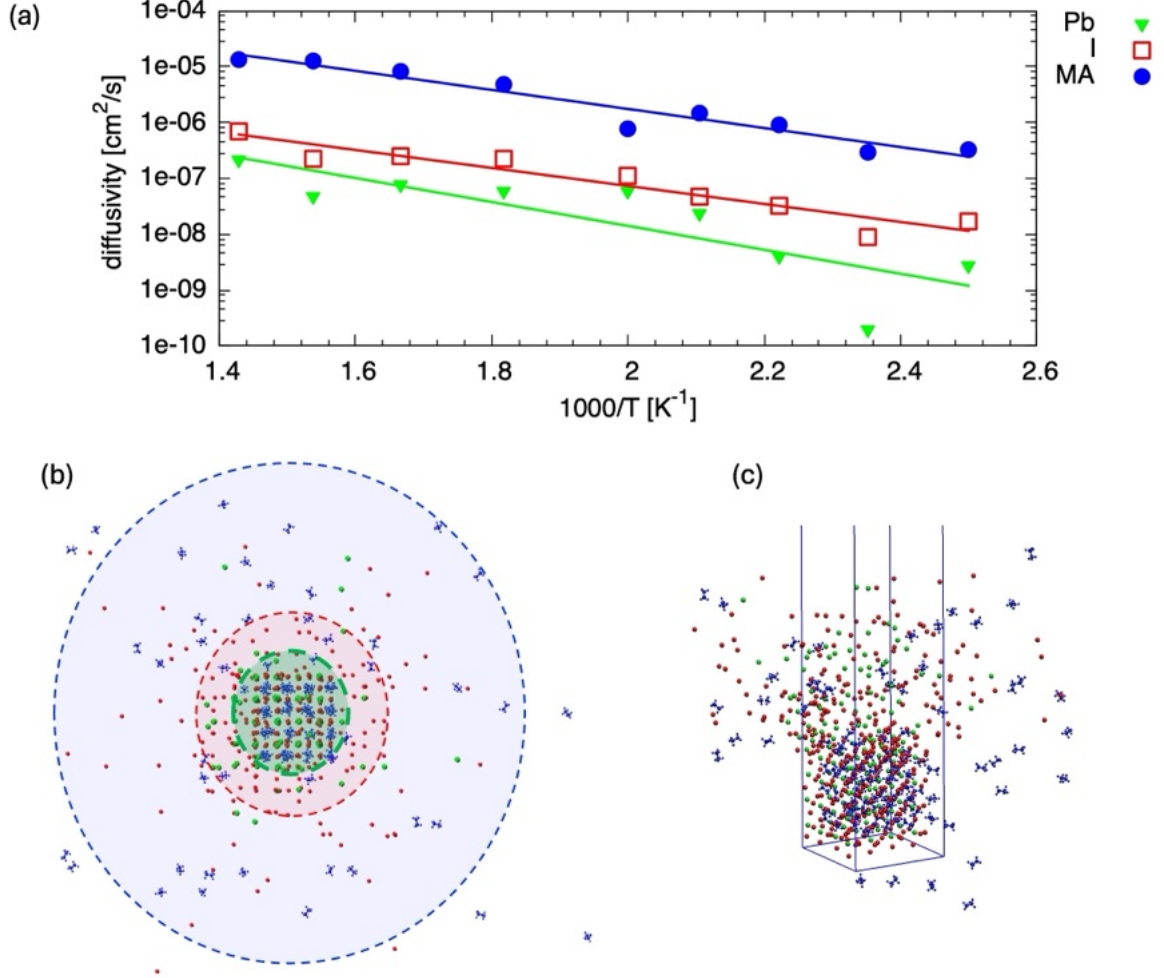 (a)
1e-04
1e-05
1e-06
1e-07
1e-08
1e-09
1e-10
diffusivity [cm²/s]
1.4 1.6 1.8 2 2.2 2.4 2.6
1000/T [K⁻¹]
Pb
I
MA
(b)
(c)